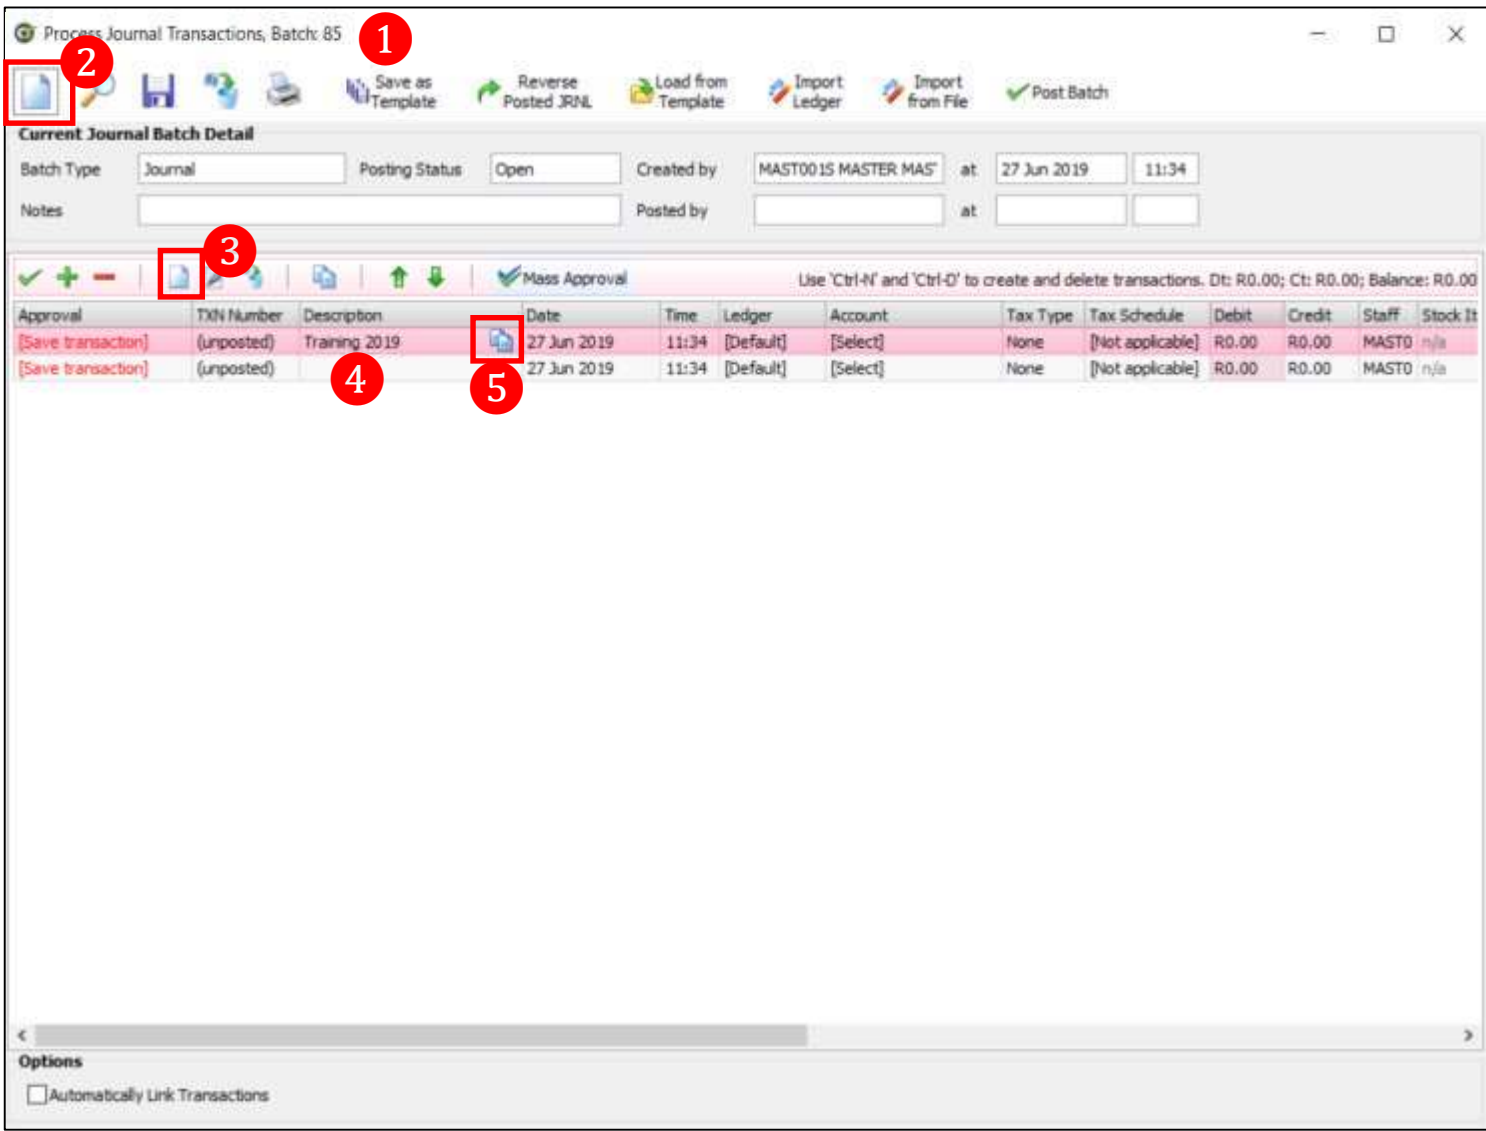 Process Journal Transactions, Batch: 85
1
2
Save as Template
Reverse Posted JRNL
Load from Template
Import Ledger
Import from File
Post Batch
Current Journal Batch Detail
Batch Type Journal Posting Status Open Created by MAST001S MASTER MAS at 27 Jun 2019 11:34
Notes Posted by at
3
Mass Approval Use 'Ctrl-N' and 'Ctrl-D' to create and delete transactions. Dt: R0.00; Ct: R0.00; Balance: R0.00
Approval TXN Number Description Date Time Ledger Account Tax Type Tax Schedule Debit Credit Staff Stock It
[Save transaction] (unposted) Training 2019 27 Jun 2019 11:34 [Default] [Select] None [Not applicable] R0.00 R0.00 MAST0 n/a
[Save transaction] (unposted) 27 Jun 2019 11:34 [Default] [Select] None [Not applicable] R0.00 R0.00 MAST0 n/a
4
5
Options
Automatically Link Transactions